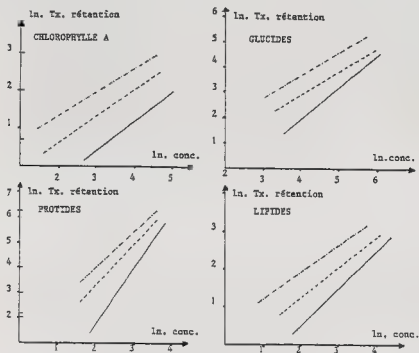 ln. Tx. rétention
CHLOROPHYLLE A
3
2
1
1 2 3 4 5
ln. conc.
ln. Tx. rétention
GLUCIDES
6
5
4
3
2
1
2 3 4 5 6
ln.conc.
ln. Tx. rétention
PROTIDES
7
6
5
4
3
2
1 2 3 4
ln. conc.
ln. Tx. rétention
LIPIDES
3
2
1
1 2 3 4
ln. conc.